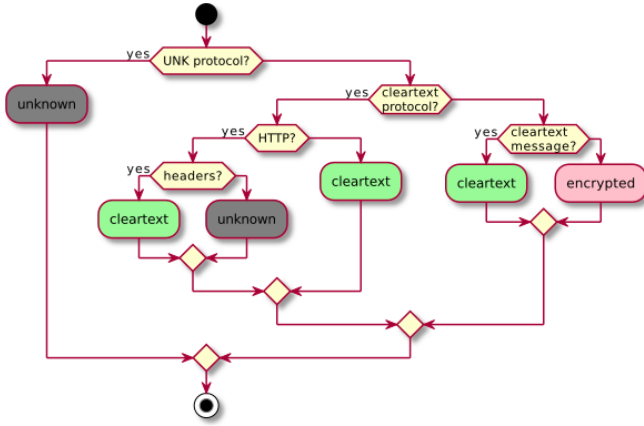 yes
UNK protocol?
unknown
yes
cleartext
protocol?
yes
HTTP?
yes
cleartext
message?
yes
headers?
cleartext
cleartext
encrypted
cleartext
unknown